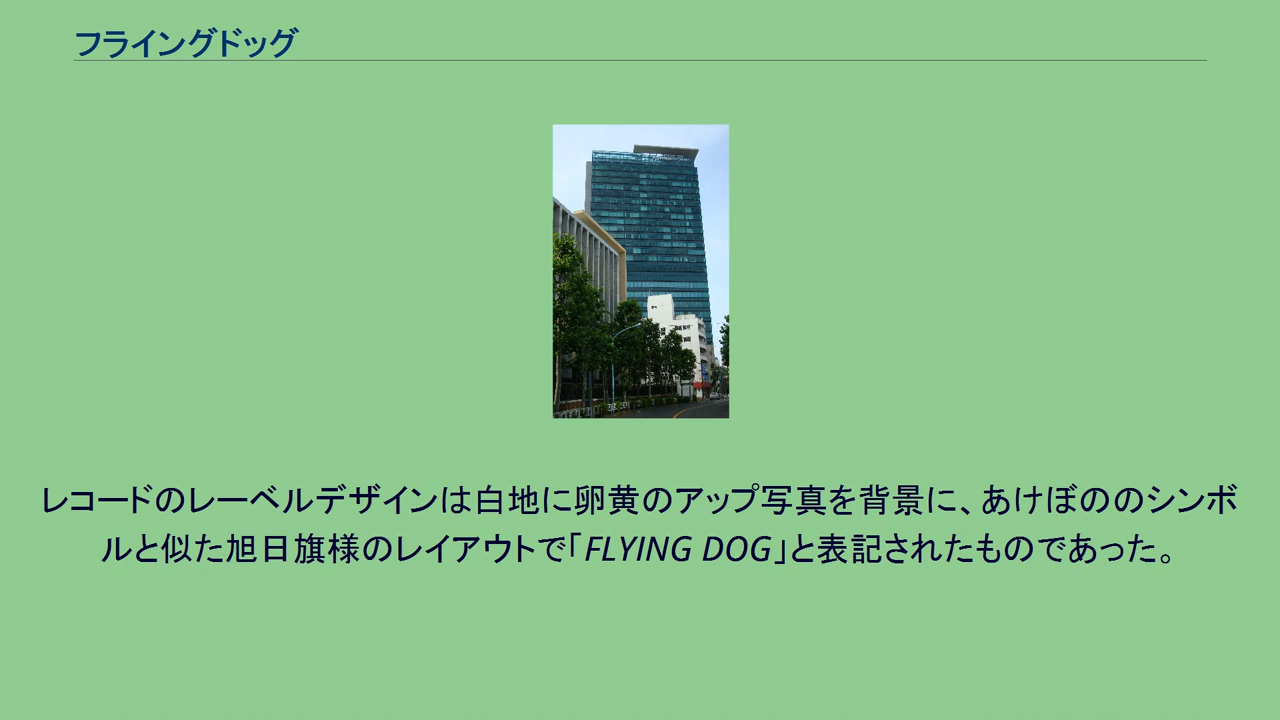 フライングドッグ
レコードのレーベルデザインは白地に卵黄のアップ写真を背景に、あけぼののシンボ
ルと似た旭日旗様のレイアウトで「FLYING DOG」と表記されたものであった。